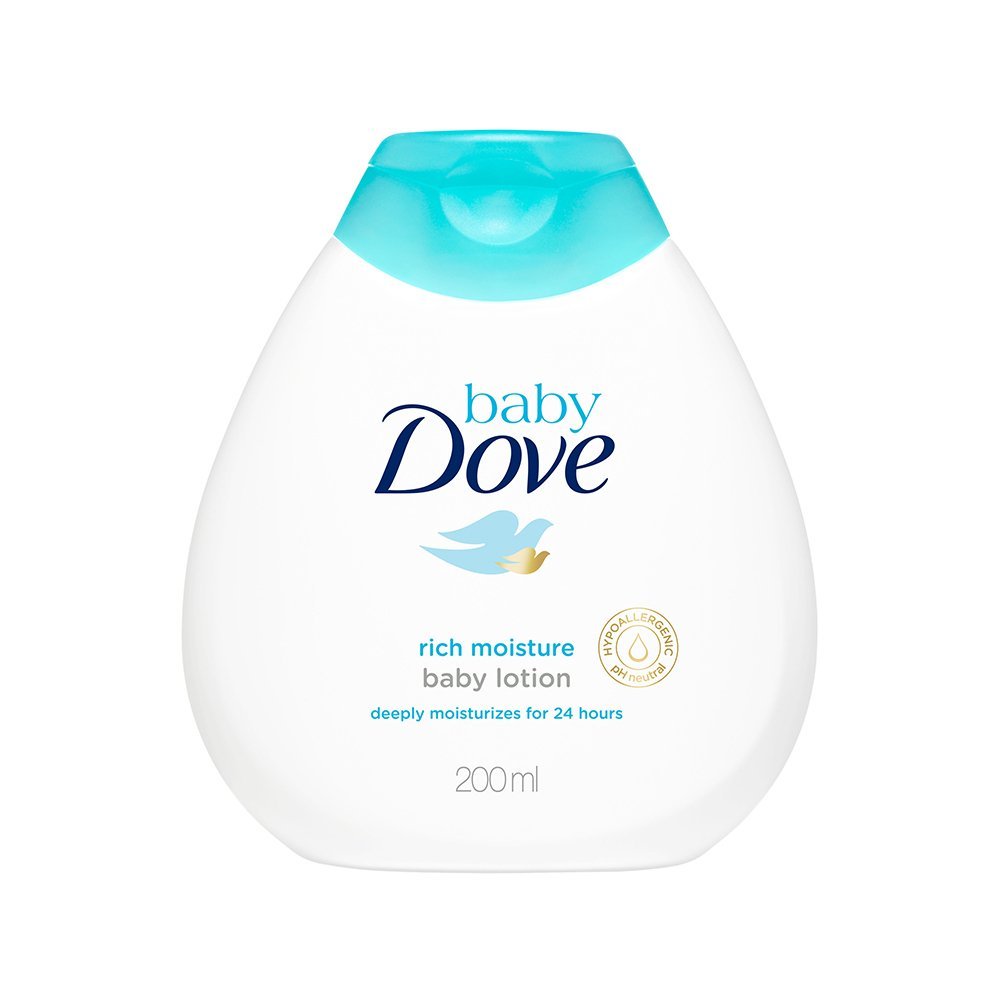 baby
Dove
rich moisture
baby lotion
HYPOALLERGENIC
pH neutral
deeply moisturizes for 24 hours
200ml